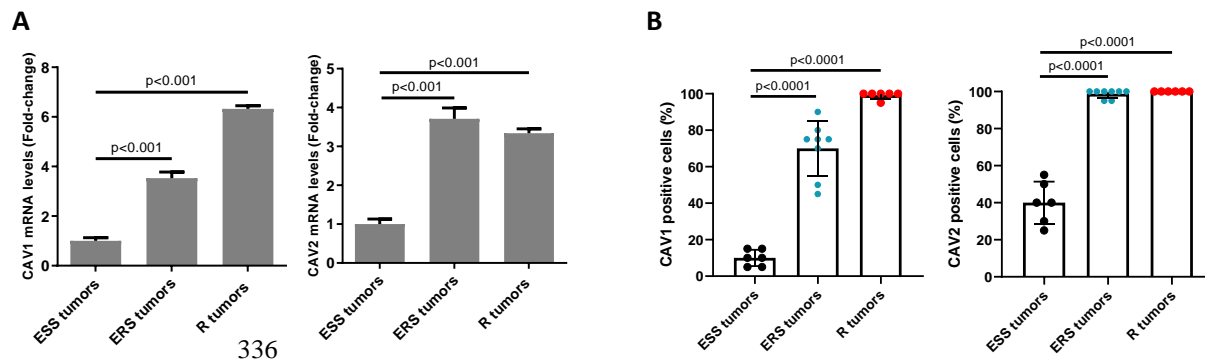 A
CAV1 mRNA levels (Fold-change)
8
6
4
2
0
p<0.001
p<0.001
ESS tumors
ERS tumors
R tumors
CAV2 mRNA levels (Fold-change)
5
4
3
2
1
0
p<0.001
p<0.001
ESS tumors
ERS tumors
R tumors
336
B
CAV1 positive cells (%)
100
80
60
40
20
0
p<0.0001
p<0.0001
ESS tumors
ERS tumors
R tumors
CAV2 positive cells (%)
100
80
60
40
20
0
p<0.0001
p<0.0001
ESS tumors
ERS tumors
R tumors